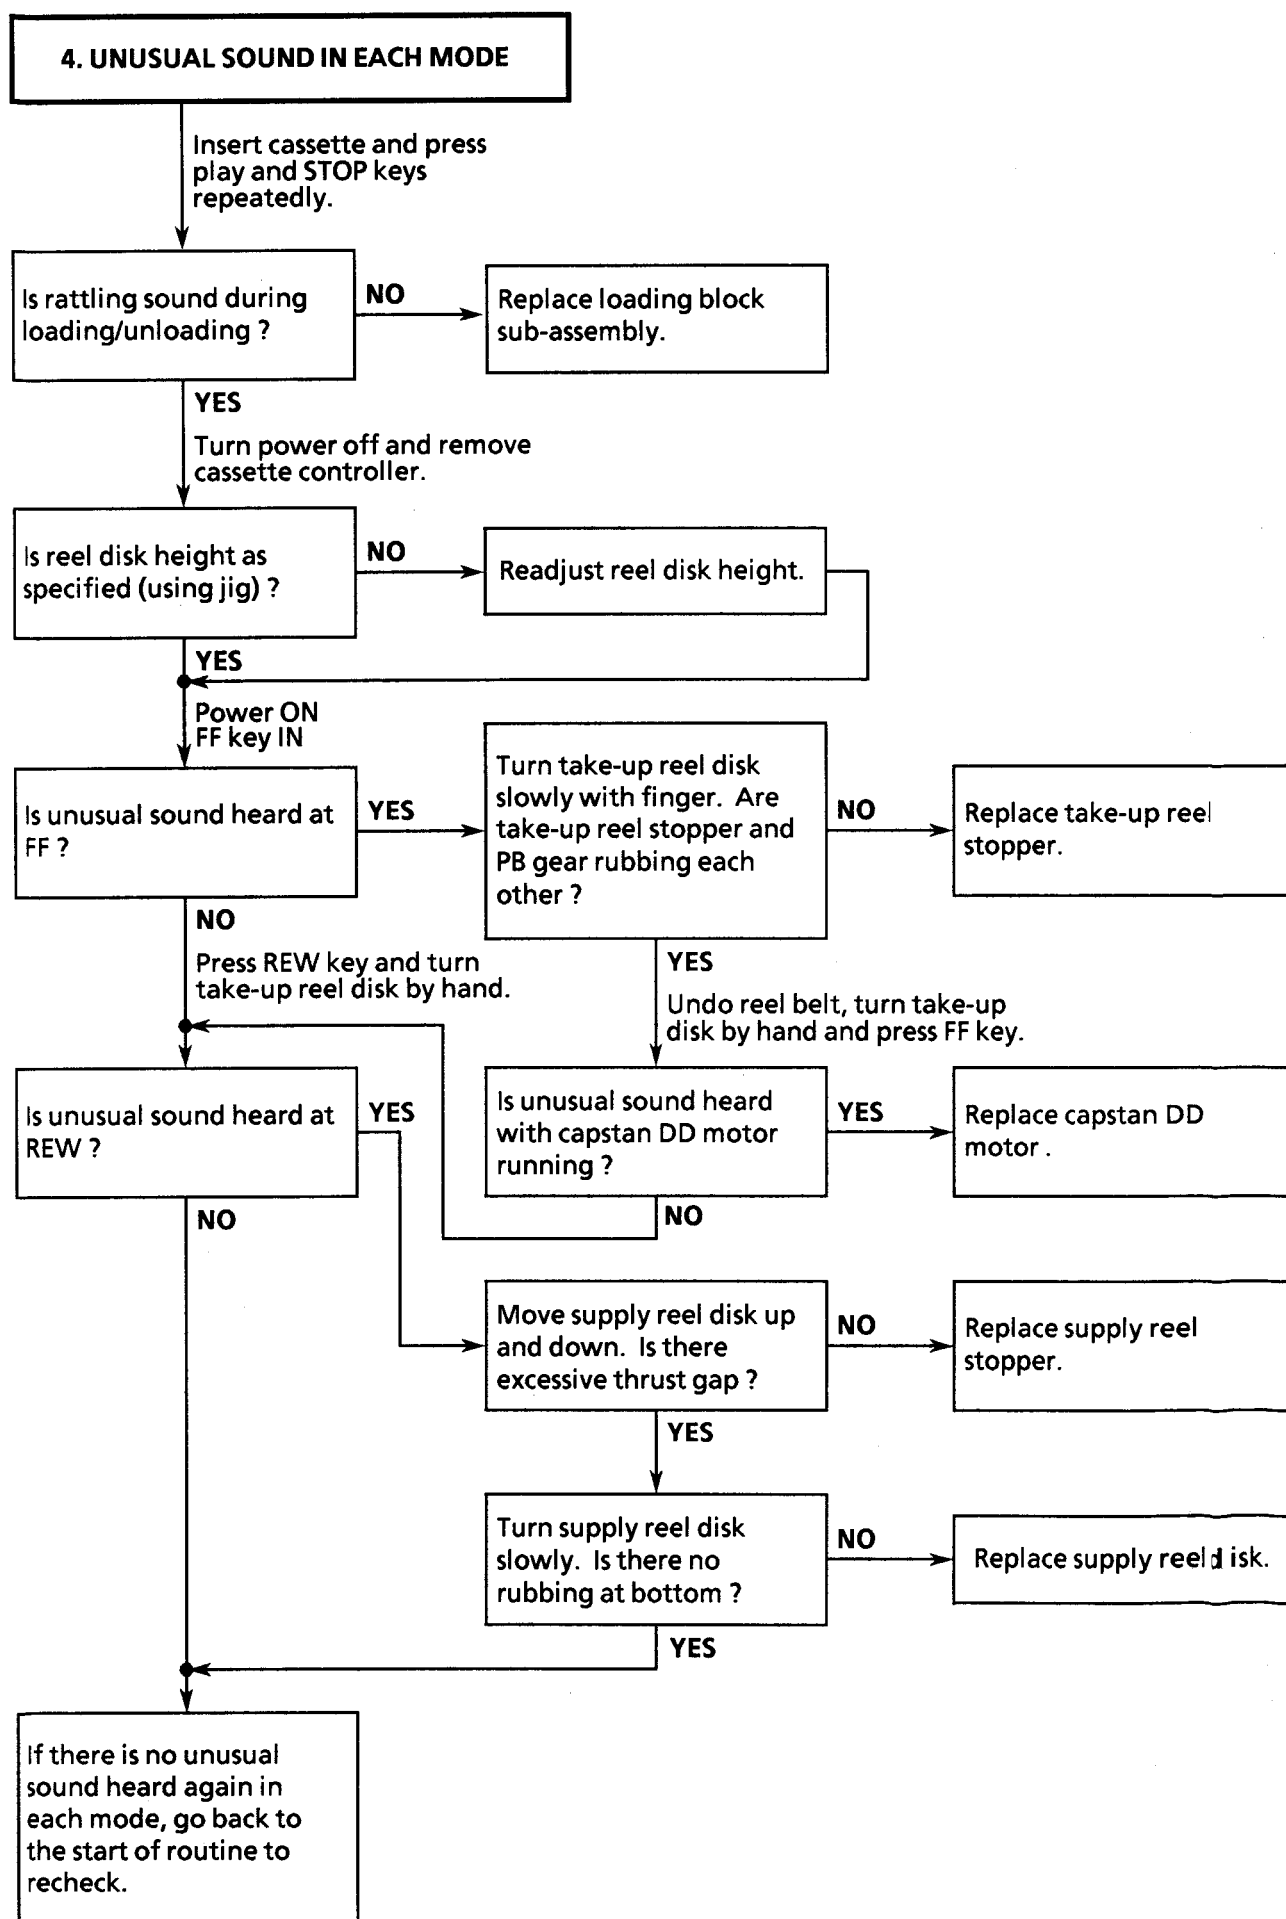 4. UNUSUAL SOUND IN EACH MODE
Insert cassette and press
play and STOP keys
repeatedly.
Is rattling sound during
loading/unloading ?
NO
Replace loading block
sub-assembly.
YES
Turn power off and remove
cassette controller.
Is reel disk height as
specified (using jig) ?
NO
Readjust reel disk height.
YES
Power ON
FF key IN
Is unusual sound heard at
FF ?
YES
Turn take-up reel disk
slowly with finger. Are
take-up reel stopper and
PB gear rubbing each
other ?
NO
Replace take-up reel
stopper.
NO
Press REW key and turn
take-up reel disk by hand.
YES
Undo reel belt, turn take-up
disk by hand and press FF key.
Is unusual sound heard at
REW ?
YES
Is unusual sound heard
with capstan DD motor
running ?
YES
Replace capstan DD
motor .
NO
NO
Move supply reel disk up
and down. Is there
excessive thrust gap ?
NO
Replace supply reel
stopper.
YES
Turn supply reel disk
slowly. Is there no
rubbing at bottom ?
NO
Replace supply reel disk.
YES
If there is no unusual
sound heard again in
each mode, go back to
the start of routine to
recheck.